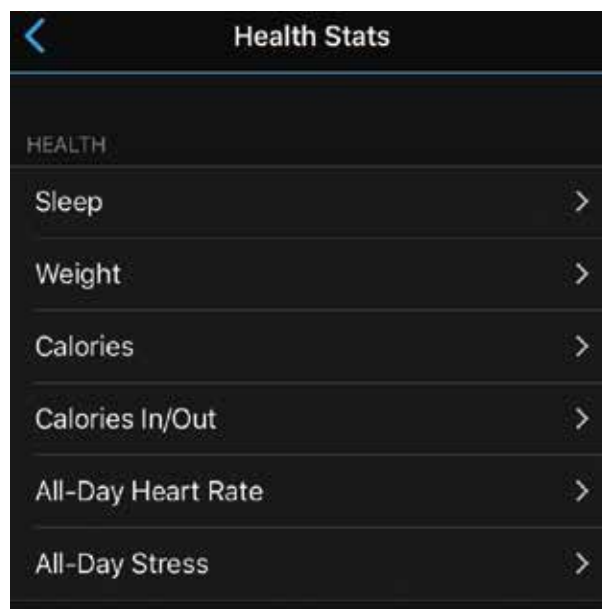 Health Stats
HEALTH
Sleep
Weight
Calories
Calories In/Out
All-Day Heart Rate
All-Day Stress